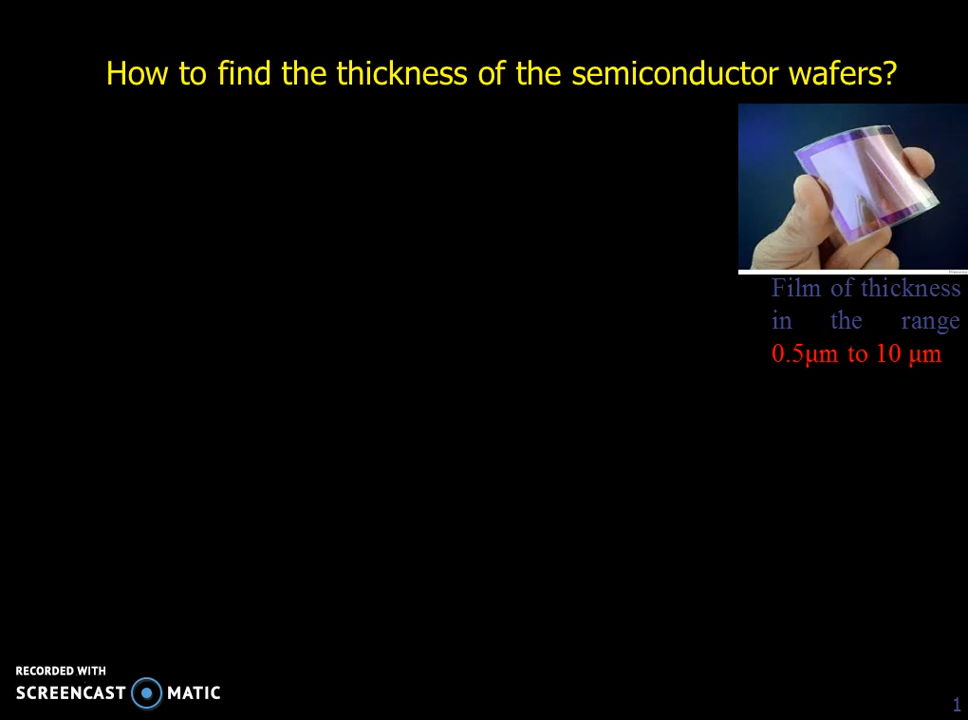 How to find the thickness of the semiconductor wafers?
Film of thickness
in the range
0.5μm to 10 μm
RECORDED WITH
SCREENCAST MATIC
1